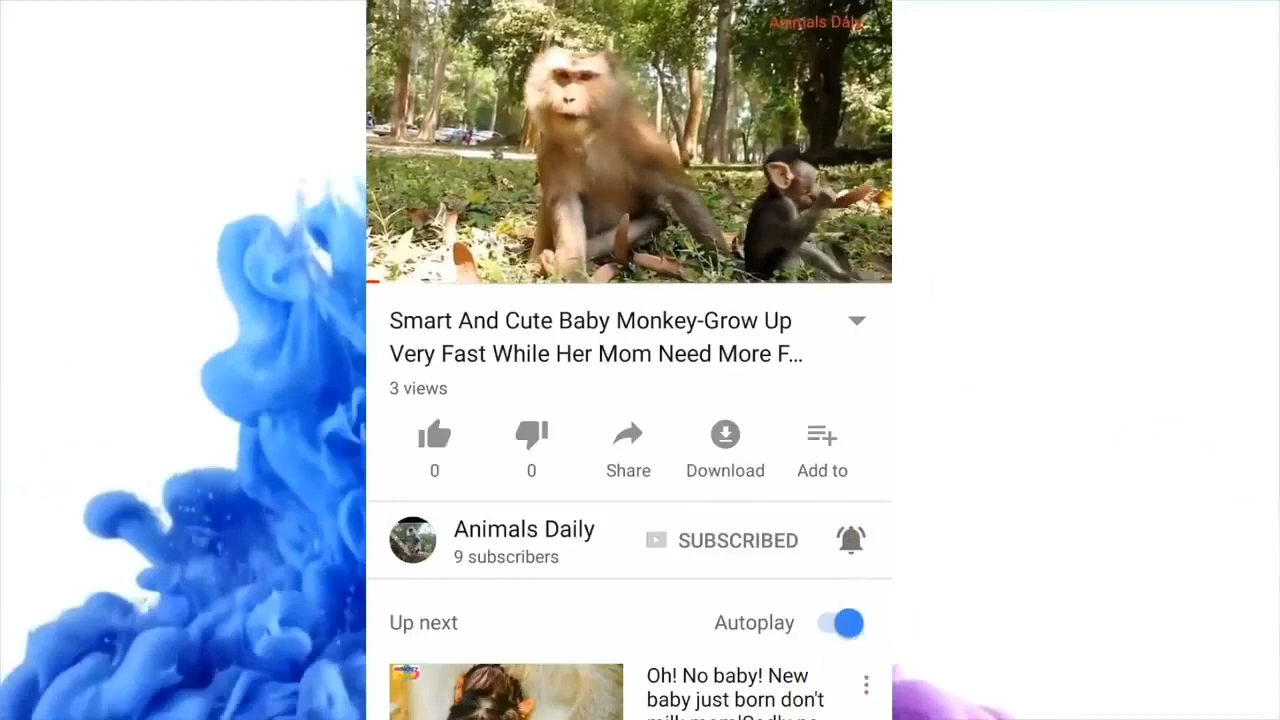 Animals Daily
Smart And Cute Baby Monkey-Grow Up
Very Fast While Her Mom Need More F...
3 views
0
0
Share
Download
Add to
Animals Daily
9 subscribers
SUBSCRIBED
Up next
Autoplay
Oh! No baby! New
baby just born don't